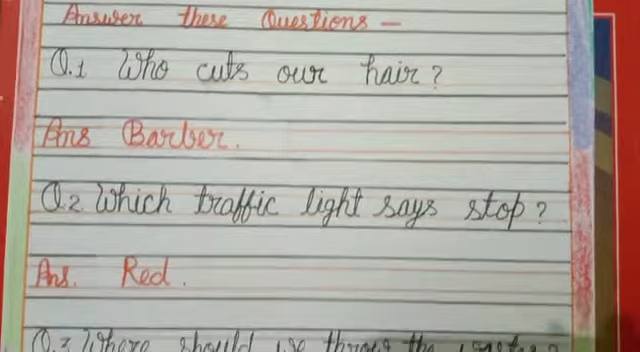 Answer these Questions —
Q.1 Who cuts our hair?
Ans Barber.
Q.2 Which traffic light says stop?
Ans. Red.
Q.3 Where should we throw the waste?